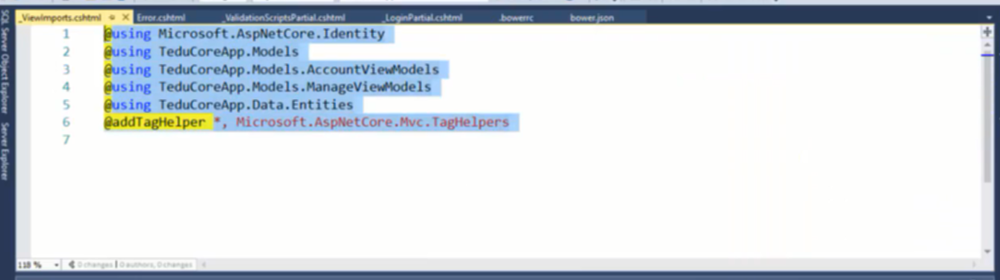 _ViewImports.cshtml Error.cshtml _ValidationScriptsPartial.cshtml _LoginPartial.cshtml .bowerrc bower.json
SQL Server Object Explorer
Server Explorer
1 @using Microsoft.AspNetCore.Identity
2 @using TeduCoreApp.Models
3 @using TeduCoreApp.Models.AccountViewModels
4 @using TeduCoreApp.Models.ManageViewModels
5 @using TeduCoreApp.Data.Entities
6 @addTagHelper *, Microsoft.AspNetCore.Mvc.TagHelpers
7
118 % 0 changes | 0 authors, 0 changes